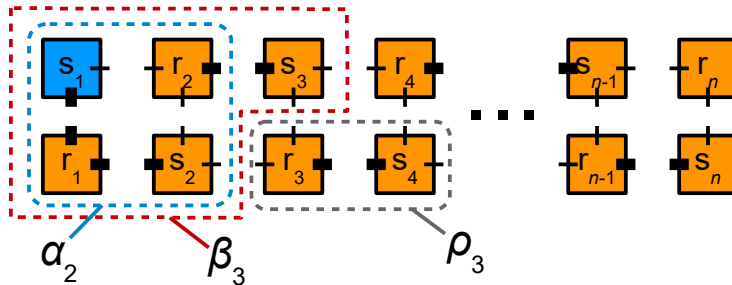 s₁ r₂ s₃ r₄ sₙ₋₁ rₙ
r₁ s₂ r₃ s₄ rₙ₋₁ sₙ
α₂ β₃ ρ₃